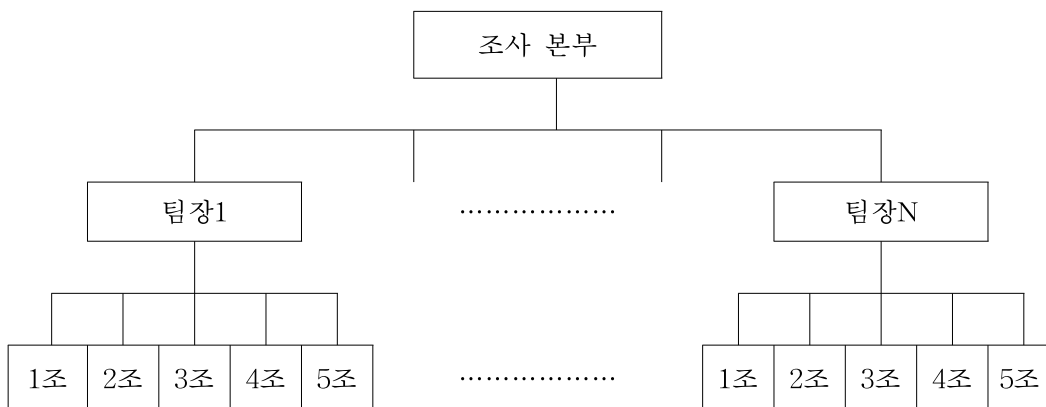 조사 본부
팀장1 ……………… 팀장N
1조 2조 3조 4조 5조 ……………… 1조 2조 3조 4조 5조